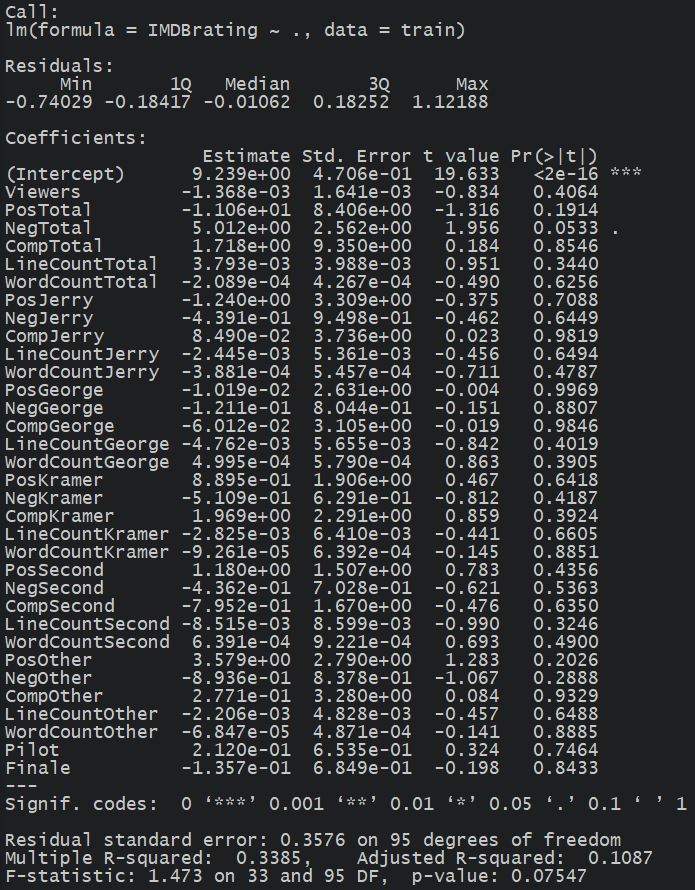 Call:
lm(formula = IMDBrating ~ ., data = train)
Residuals:
     Min       1Q   Median       3Q      Max
-0.74029 -0.18417 -0.01062  0.18252  1.12188
Coefficients:
                  Estimate Std. Error t value Pr(>|t|)
(Intercept)      9.239e+00  4.706e-01  19.633   <2e-16 ***
Viewers         -1.368e-03  1.641e-03  -0.834   0.4064
PosTotal        -1.106e+01  8.406e+00  -1.316   0.1914
NegTotal         5.012e+00  2.562e+00   1.956   0.0533 .
CompTotal        1.718e+00  9.350e+00   0.184   0.8546
LineCountTotal   3.793e-03  3.988e-03   0.951   0.3440
WordCountTotal  -2.089e-04  4.267e-04  -0.490   0.6256
PosJerry        -1.240e+00  3.309e+00  -0.375   0.7088
NegJerry        -4.391e-01  9.498e-01  -0.462   0.6449
CompJerry        8.490e-02  3.736e+00   0.023   0.9819
LineCountJerry  -2.445e-03  5.361e-03  -0.456   0.6494
WordCountJerry  -3.881e-04  5.457e-04  -0.711   0.4787
PosGeorge       -1.019e-02  2.631e+00  -0.004   0.9969
NegGeorge       -1.211e-01  8.044e-01  -0.151   0.8807
CompGeorge      -6.012e-02  3.105e+00  -0.019   0.9846
LineCountGeorge -4.762e-03  5.655e-03  -0.842   0.4019
WordCountGeorge  4.995e-04  5.790e-04   0.863   0.3905
PosKramer        8.895e-01  1.906e+00   0.467   0.6418
NegKramer       -5.109e-01  6.291e-01  -0.812   0.4187
CompKramer       1.969e+00  2.291e+00   0.859   0.3924
LineCountKramer -2.825e-03  6.410e-03  -0.441   0.6605
WordCountKramer -9.261e-05  6.392e-04  -0.145   0.8851
PosSecond        1.180e+00  1.507e+00   0.783   0.4356
NegSecond       -4.362e-01  7.028e-01  -0.621   0.5363
CompSecond      -7.952e-01  1.670e+00  -0.476   0.6350
LineCountSecond -8.515e-03  8.599e-03  -0.990   0.3246
WordCountSecond  6.391e-04  9.221e-04   0.693   0.4900
PosOther         3.579e+00  2.790e+00   1.283   0.2026
NegOther        -8.936e-01  8.378e-01  -1.067   0.2888
CompOther        2.771e-01  3.280e+00   0.084   0.9329
LineCountOther  -2.206e-03  4.828e-03  -0.457   0.6488
WordCountOther  -6.847e-05  4.871e-04  -0.141   0.8885
Pilot            2.120e-01  6.535e-01   0.324   0.7464
Finale          -1.357e-01  6.849e-01  -0.198   0.8433
---
Signif. codes:  0 ‘***’ 0.001 ‘**’ 0.01 ‘*’ 0.05 ‘.’ 0.1 ‘ ’ 1
Residual standard error: 0.3576 on 95 degrees of freedom
Multiple R-squared:  0.3385,    Adjusted R-squared:  0.1087
F-statistic: 1.473 on 33 and 95 DF,  p-value: 0.07547